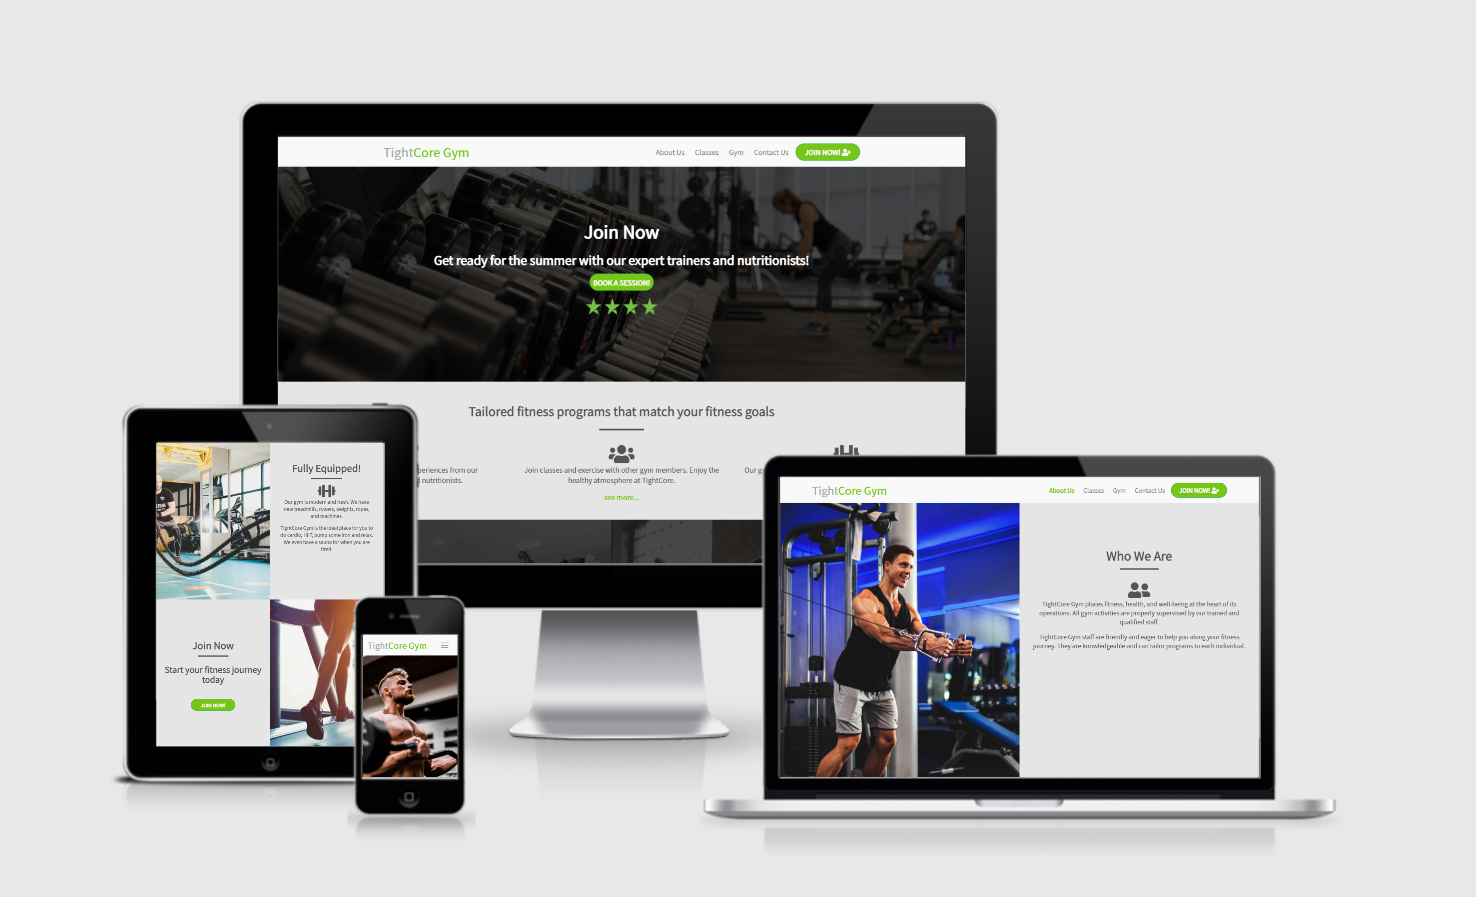 TightCore Gym
About Us Classes Gym Contact Us JOIN NOW!
Join Now
Get ready for the summer with our expert trainers and nutritionists!
BOOK A SESSION!
Tailored fitness programs that match your fitness goals
periences from our
nutritionists.
Join classes and exercise with other gym members. Enjoy the
healthy atmosphere at TightCore.
see more...
Our
Fully Equipped!
Our gym is modern and fresh. We have
new treadmills, rowers, weights, ropes,
and machines.
TightCore Gym is the ideal place for you to
do cardio, HIIT, pump some iron and relax.
We even have a sauna for when you are
tired.
Join Now
Start your fitness journey
today
JOIN NOW!
TightCore Gym
TightCore Gym
About Us Classes Gym Contact Us JOIN NOW!
Who We Are
TightCore Gym places fitness, health, and well-being at the heart of its
operations. All gym activities are properly supervised by our trained and
qualified staff.
TightCore Gym staff are friendly and eager to help you along your fitness
journey. They are knowledgeable and can tailor programs to each individual.